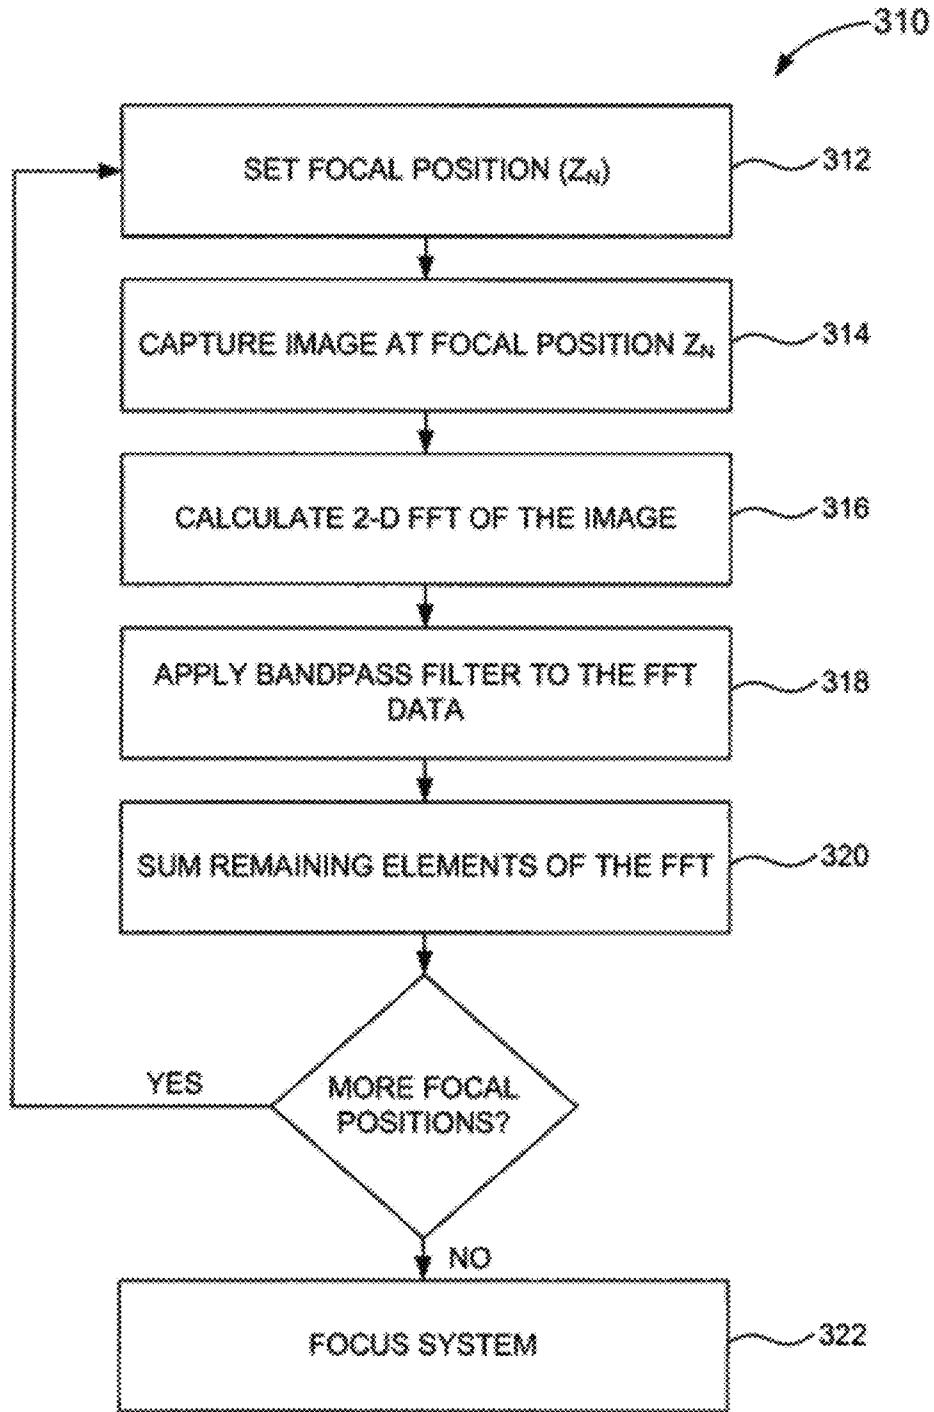 310
SET FOCAL POSITION (ZN)
312
CAPTURE IMAGE AT FOCAL POSITION ZN
314
CALCULATE 2-D FFT OF THE IMAGE
316
APPLY BANDPASS FILTER TO THE FFT
DATA
318
SUM REMAINING ELEMENTS OF THE FFT
320
YES
MORE FOCAL
POSITIONS?
NO
FOCUS SYSTEM
322